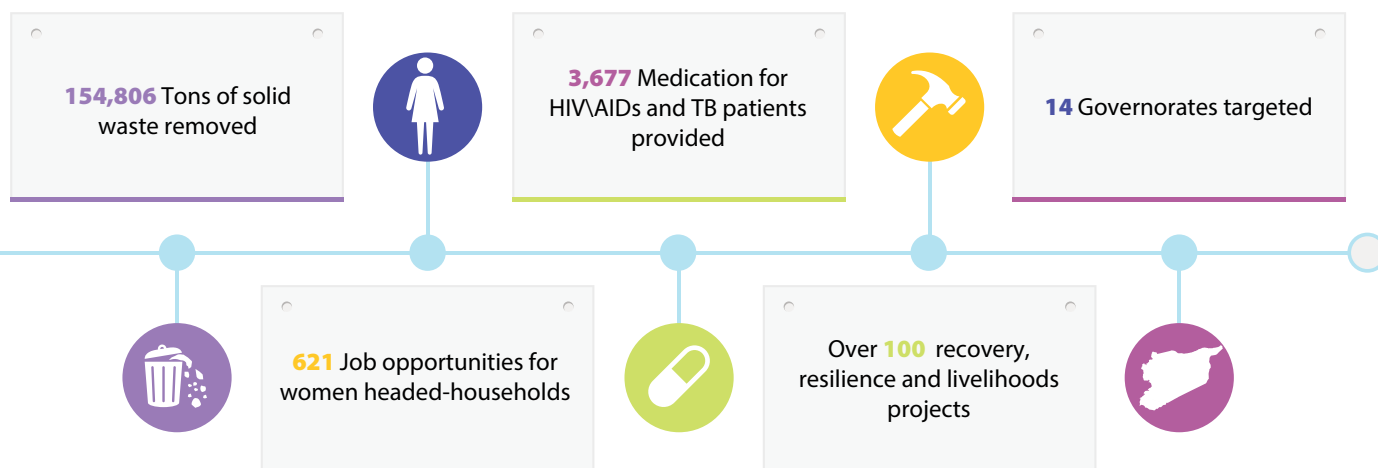 154,806 Tons of solid
waste removed
621 Job opportunities for
women headed-households
3,677 Medication for
HIV\AIDs and TB patients
provided
Over 100 recovery,
resilience and livelihoods
projects
14 Governorates targeted